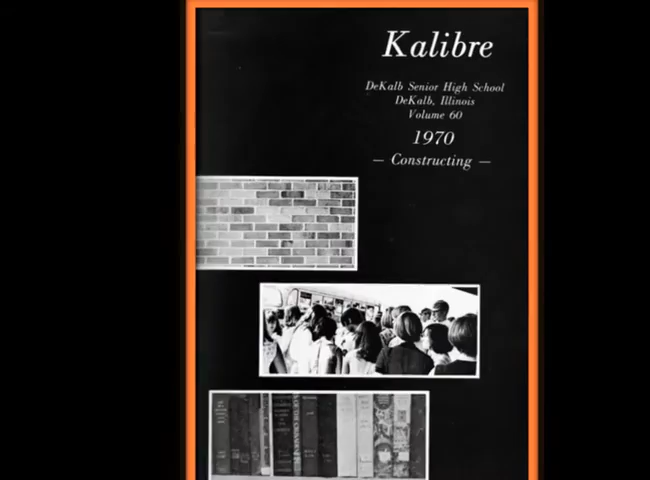 Kalibre
DeKalb Senior High School
DeKalb, Illinois
Volume 60
1970
— Constructing —